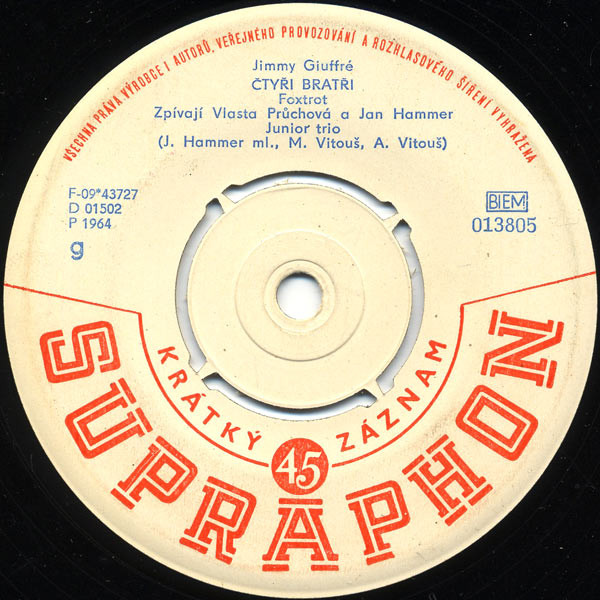 VŠECHNA PRÁVA VÝROBCE I AUTORŮ, VEŘEJNÉHO PROVOZOVÁNÍ A ROZHLASOVÉHO ŠÍŘENÍ VYHRAŽENA
Jimmy Giuffré
ČTYŘI BRATŘI
Foxtrot
Zpívají Vlasta Průchová a Jan Hammer
Junior trio
(J. Hammer ml., M. Vitouš, A. Vitouš)
F-09*43727
D 01502
P 1964
g
BIEM
013805
KRÁTKÝ 45 ZÁZNAM
SUPRAPHON